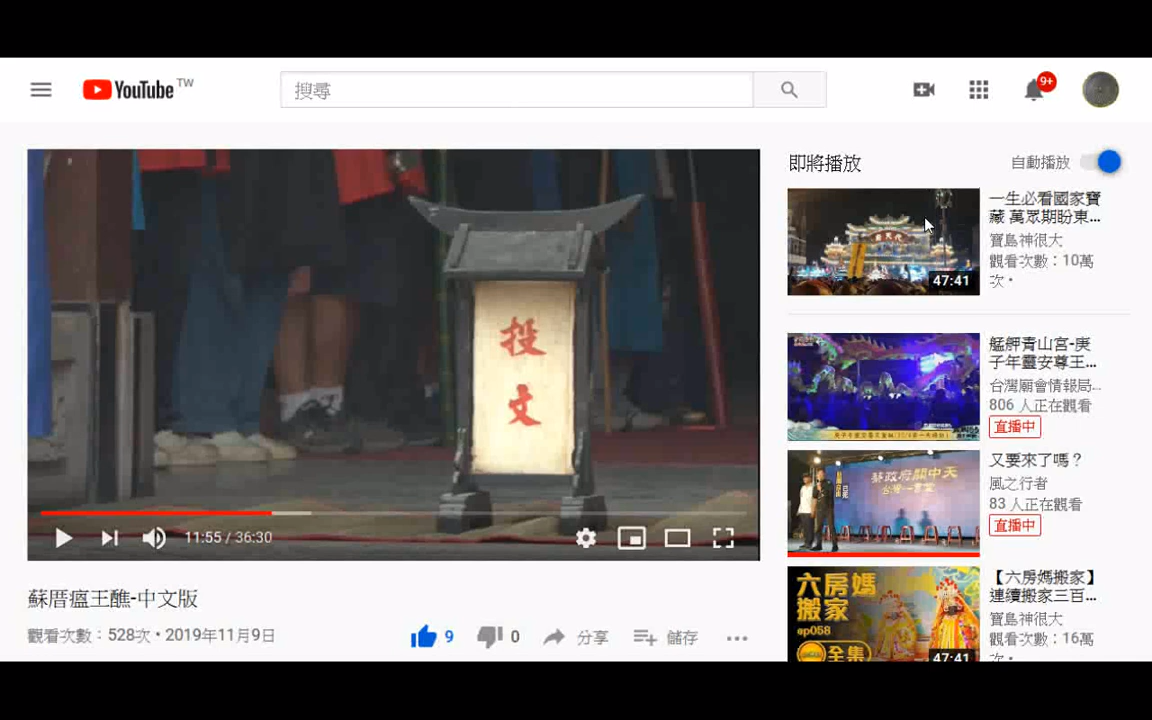 YouTube TW
搜尋
9+
投
文
11:55 / 36:30
蘇厝瘟王醮-中文版
觀看次數：528次 • 2019年11月9日
9
0
分享
儲存
即將播放
自動播放
47:41
一生必看國家寶
藏 萬眾期盼東...
寶島神很大
觀看次數：10萬
次 •
艋舺青山宮-庚
子年靈安尊王...
台灣廟會情報局...
806 人正在觀看
直播中
蔡政府關中天
台灣一言堂
又要來了嗎？
風之行者
83 人正在觀看
直播中
六房媽
搬家
ep058
全集
47:41
【六房媽搬家】
連續搬家三百...
寶島神很大
觀看次數：16萬
次 •